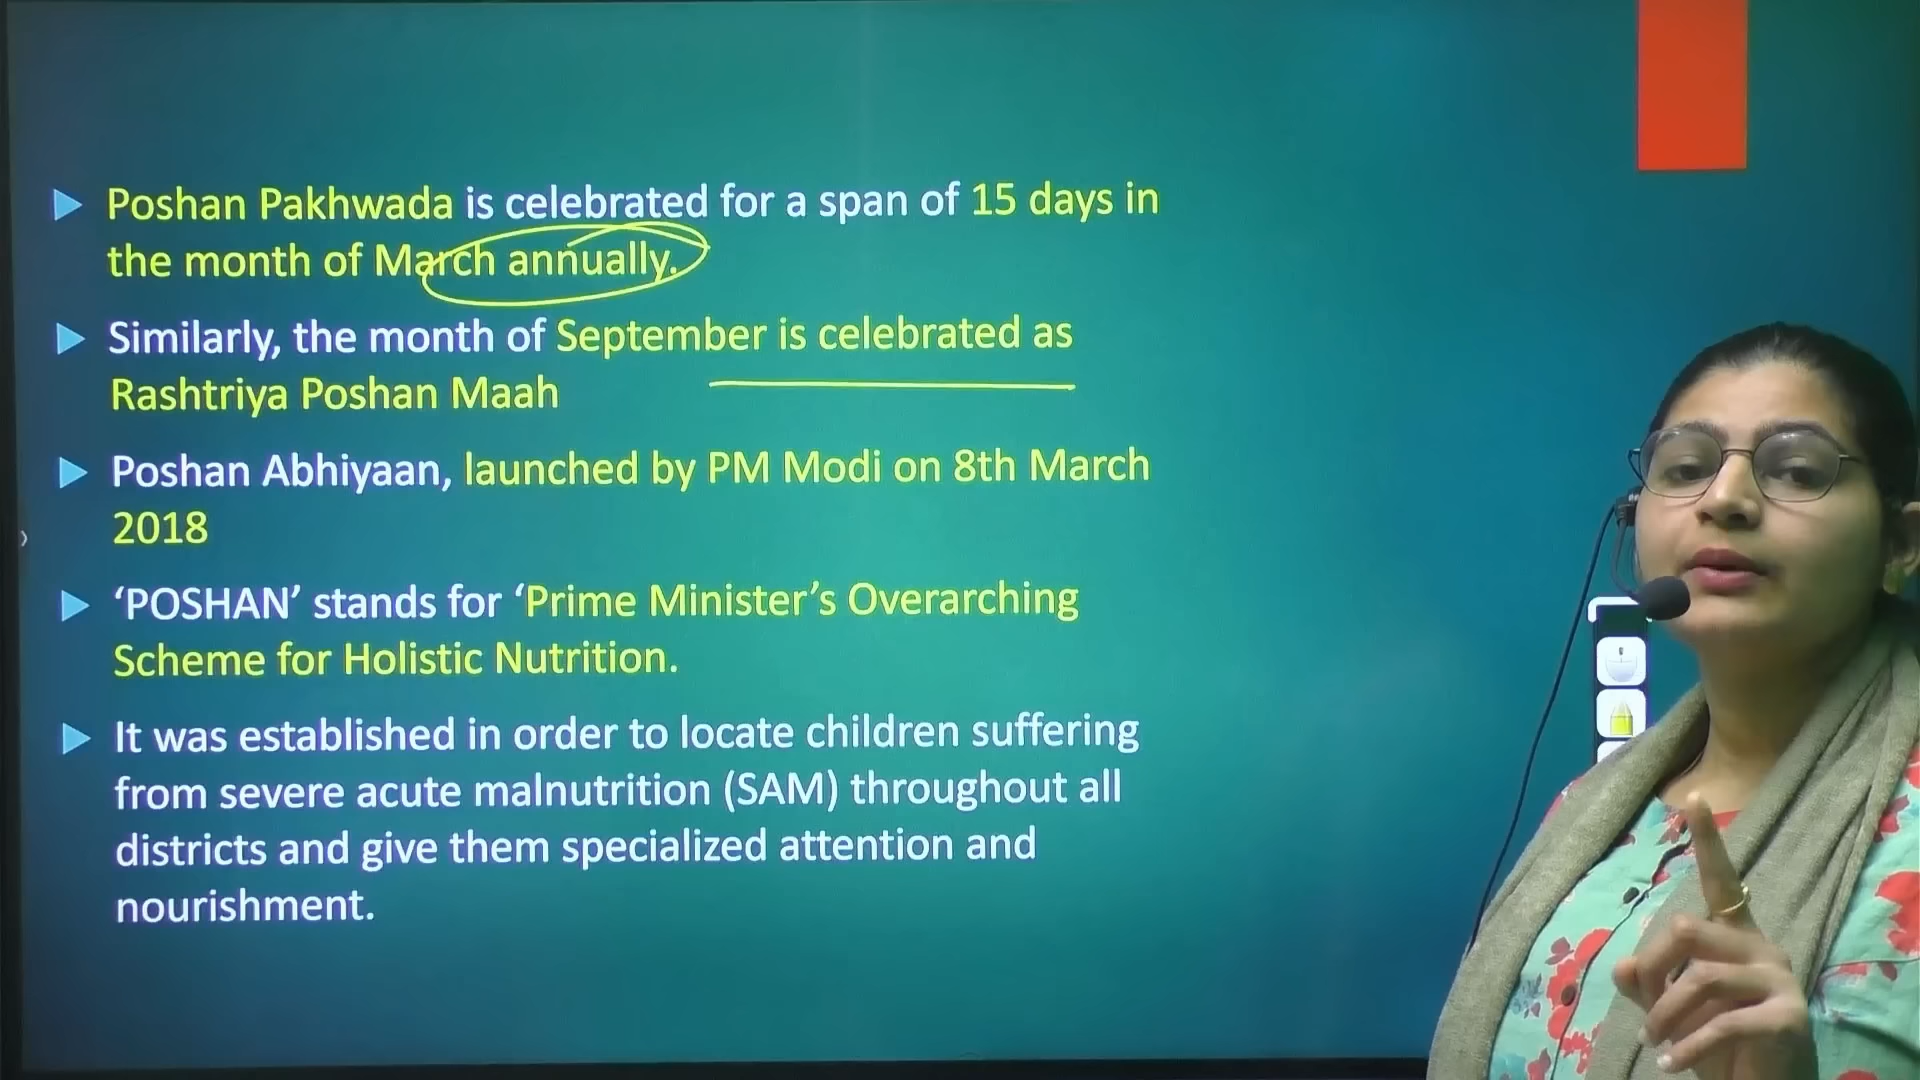 Poshan Pakhwada is celebrated for a span of 15 days in
the month of March annually.
Similarly, the month of September is celebrated as
Rashtriya Poshan Maah
Poshan Abhiyaan, launched by PM Modi on 8th March
2018
‘POSHAN’ stands for ‘Prime Minister’s Overarching
Scheme for Holistic Nutrition.
It was established in order to locate children suffering
from severe acute malnutrition (SAM) throughout all
districts and give them specialized attention and
nourishment.